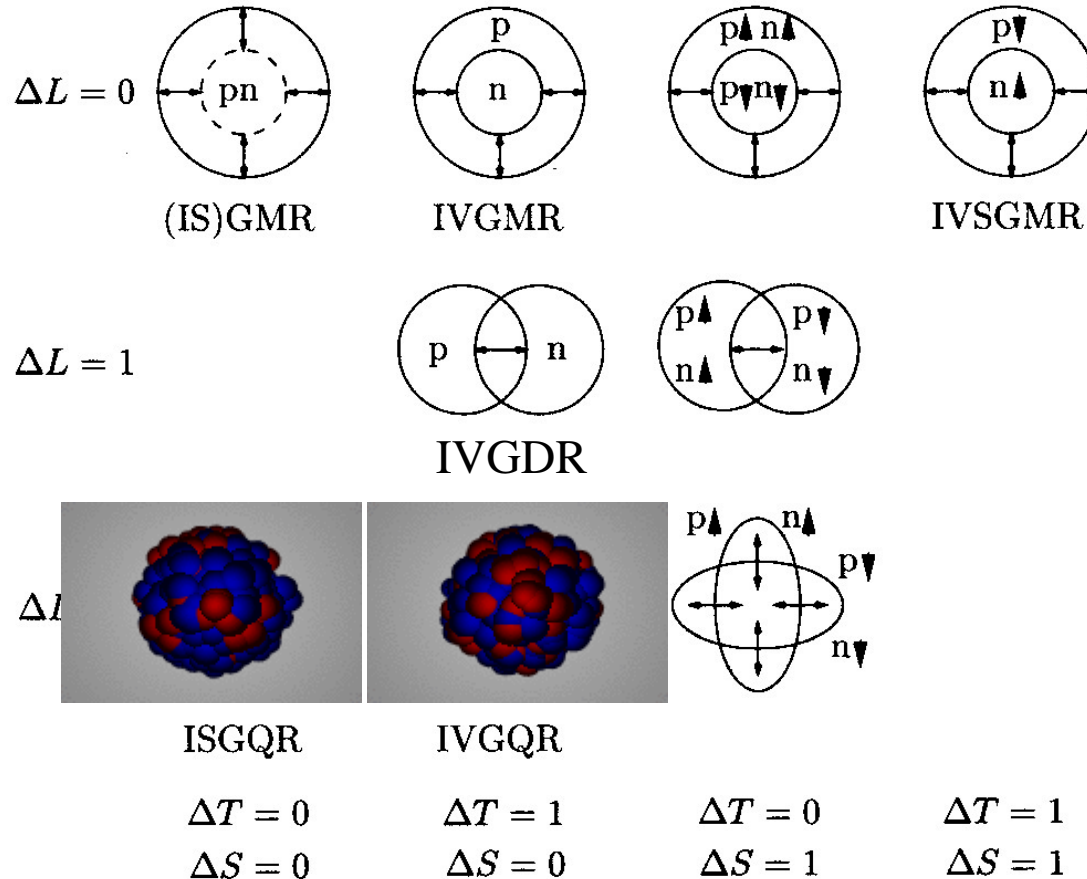 p p▲ n▲ p▼
ΔL = 0 pn n p▼ n▼ n▲
(IS)GMR IVGMR IVSGMR
p▲ p▼
ΔL = 1 p n
n▲ n▼
IVGDR
p▲ n▲
p▼
Δ
n▼
ISGQR IVGQR
ΔT = 0 ΔT = 1 ΔT = 0 ΔT = 1
ΔS = 0 ΔS = 0 ΔS = 1 ΔS = 1